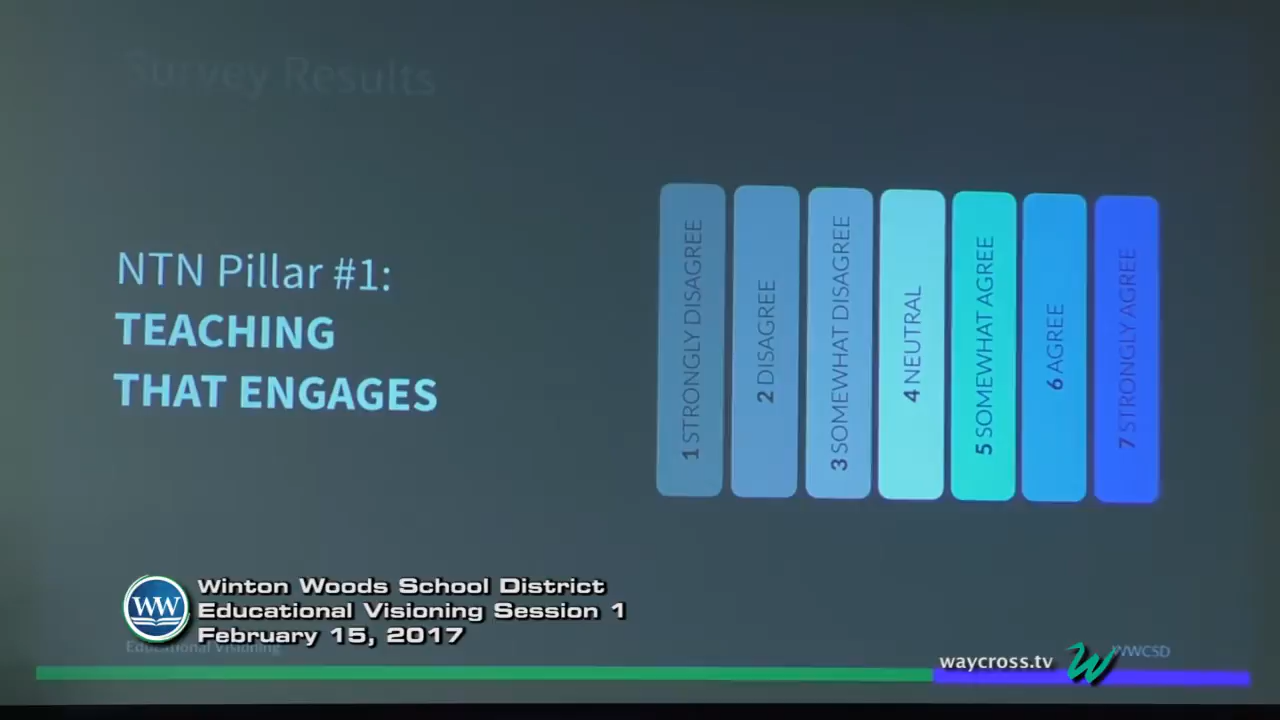 Survey Results
NTN Pillar #1:
TEACHING
THAT ENGAGES
1 STRONGLY DISAGREE
2 DISAGREE
3 SOMEWHAT DISAGREE
4 NEUTRAL
5 SOMEWHAT AGREE
6 AGREE
7 STRONGLY AGREE
WW
Winton Woods School District
Educational Visioning Session 1
February 15, 2017
Educational Visioning
waycross.tv W
WWCSD